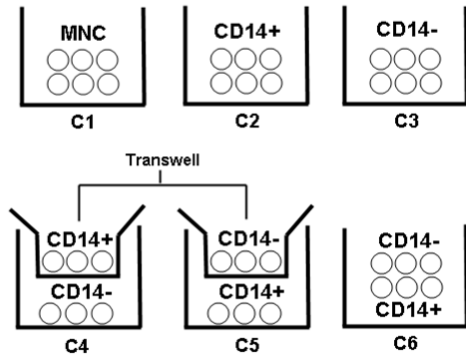 MNC
C1
CD14+
C2
CD14-
C3
Transwell
CD14+
CD14-
C4
CD14-
CD14+
C5
CD14-
CD14+
C6